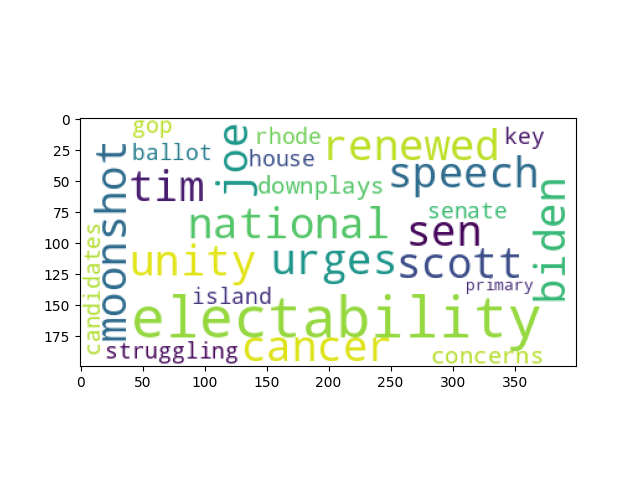 0
25
50
75
100
125
150
175
0 50 100 150 200 250 300 350
gop
ballot
joe
rhode
house
renewed
key
moonshot
tim
downplays
speech
biden
candidates
national
senate
sen
unity
urges
scott
island
primary
electability
struggling
cancer
concerns